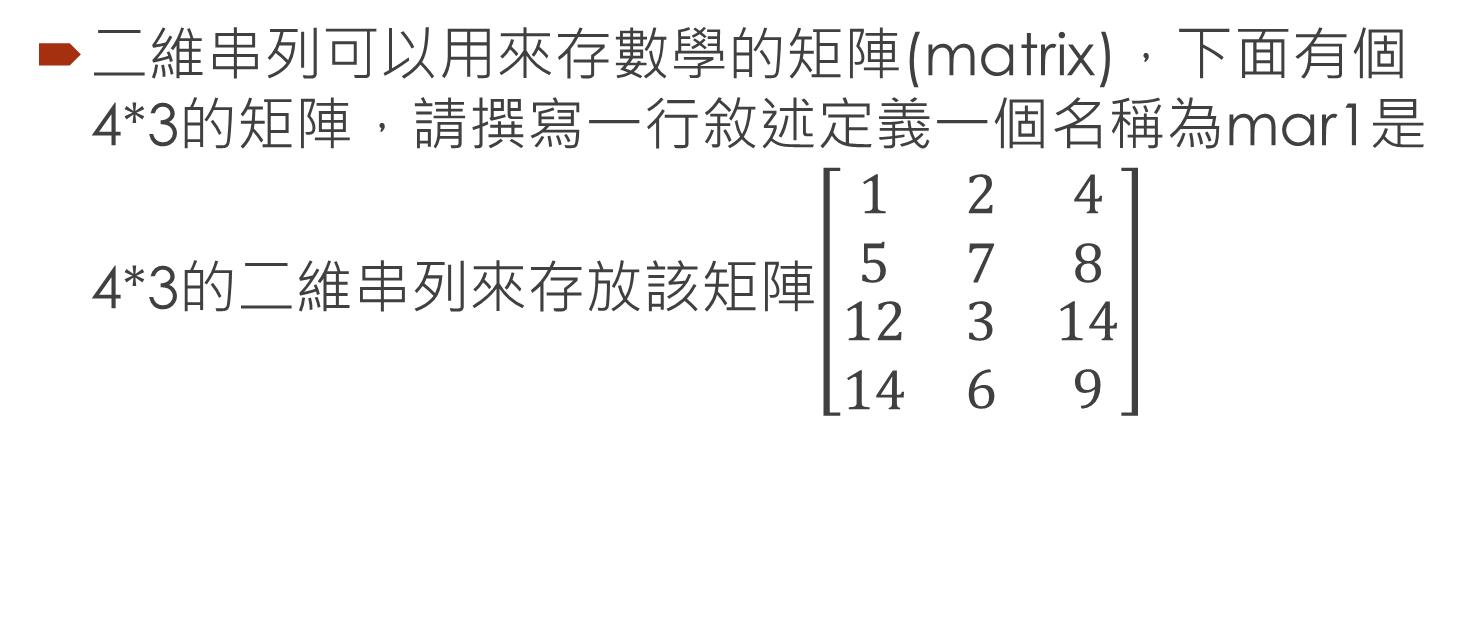 二維串列可以用來存數學的矩陣(matrix)，下面有個
4*3的矩陣，請撰寫一行敘述定義一個名稱為mar1是
4*3的二維串列來存放該矩陣
1 2 4
5 7 8
12 3 14
14 6 9